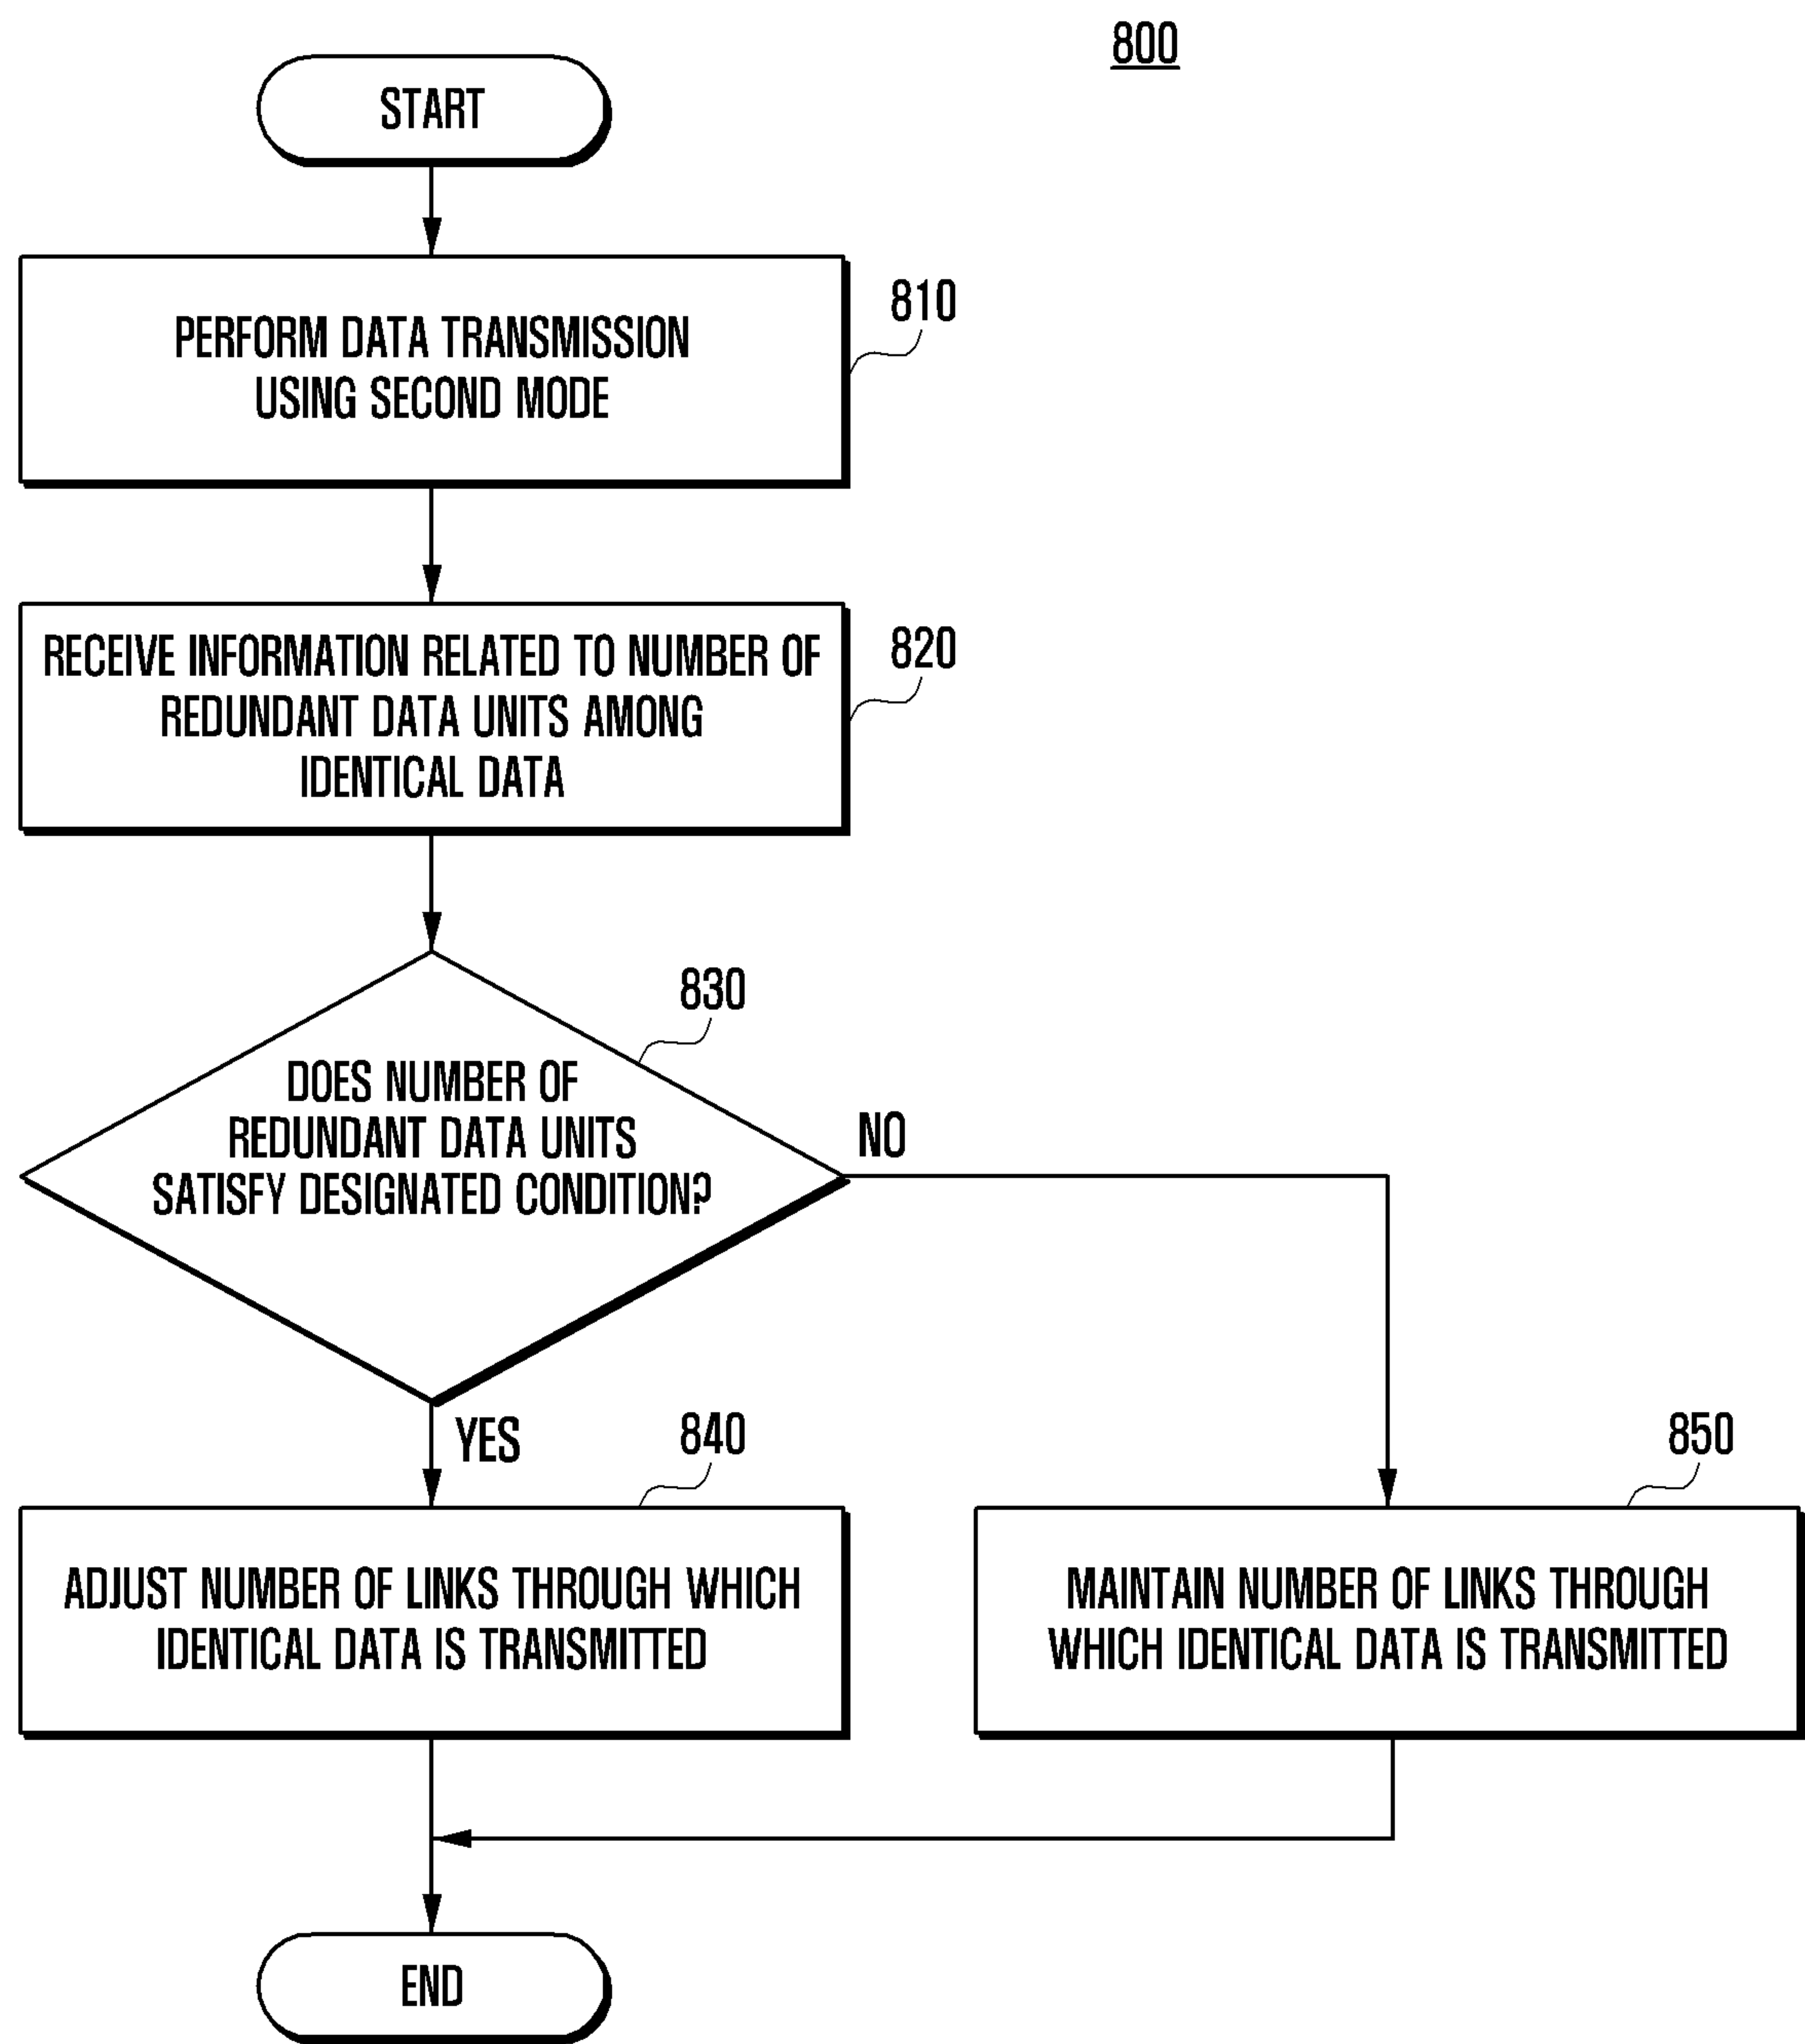 800
START
810
PERFORM DATA TRANSMISSION
USING SECOND MODE
820
RECEIVE INFORMATION RELATED TO NUMBER OF
REDUNDANT DATA UNITS AMONG
IDENTICAL DATA
830
DOES NUMBER OF
REDUNDANT DATA UNITS
SATISFY DESIGNATED CONDITION?
NO
YES
840
ADJUST NUMBER OF LINKS THROUGH WHICH
IDENTICAL DATA IS TRANSMITTED
850
MAINTAIN NUMBER OF LINKS THROUGH
WHICH IDENTICAL DATA IS TRANSMITTED
END